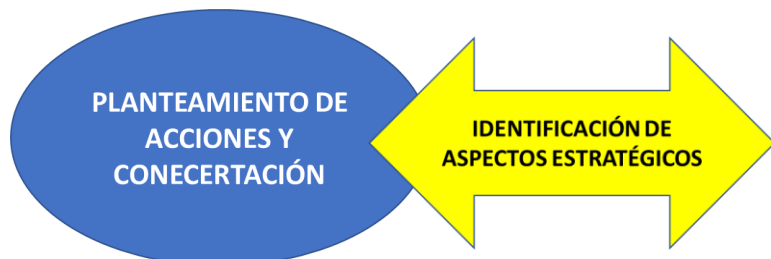 PLANTEAMIENTO DE
ACCIONES Y
CONECERTACIÓN
IDENTIFICACIÓN DE
ASPECTOS ESTRATÉGICOS